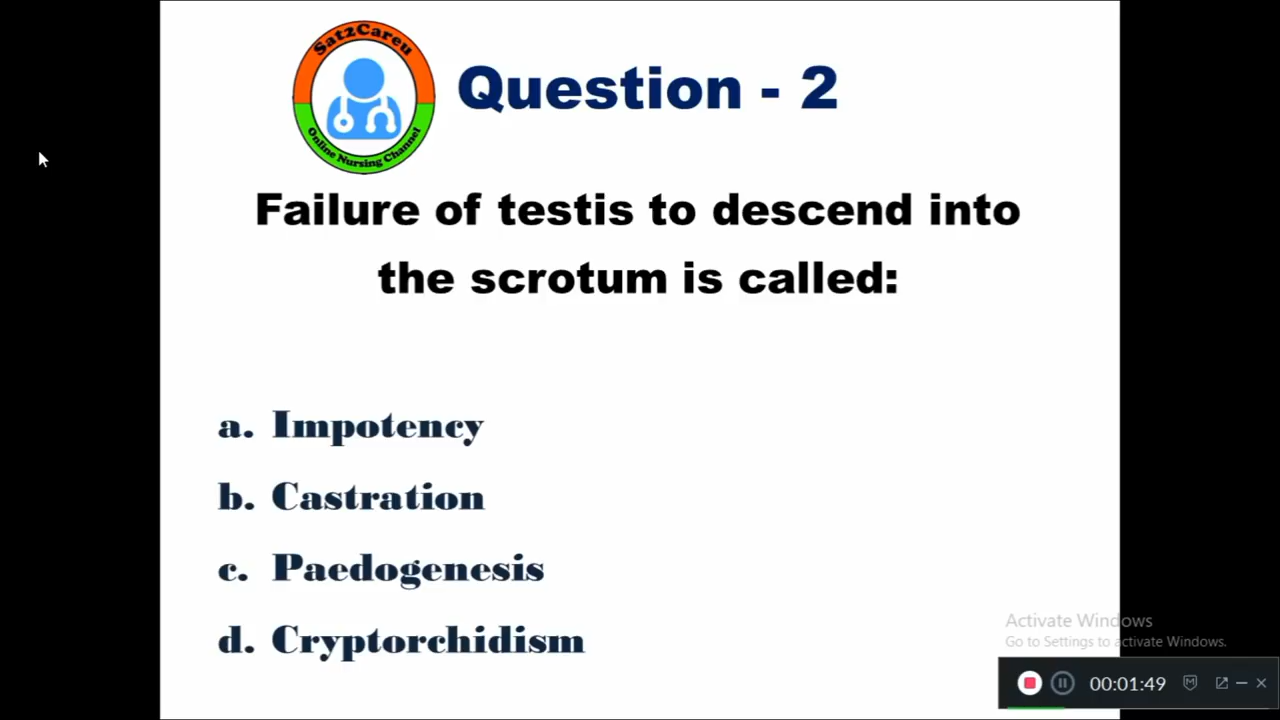 Sat2Careu
Online Nursing Channel
Question - 2
Failure of testis to descend into
the scrotum is called:
a. Impotency
b. Castration
c. Paedogenesis
d. Cryptorchidism
Activate Windows
Go to Settings to activate Windows.
00:01:49